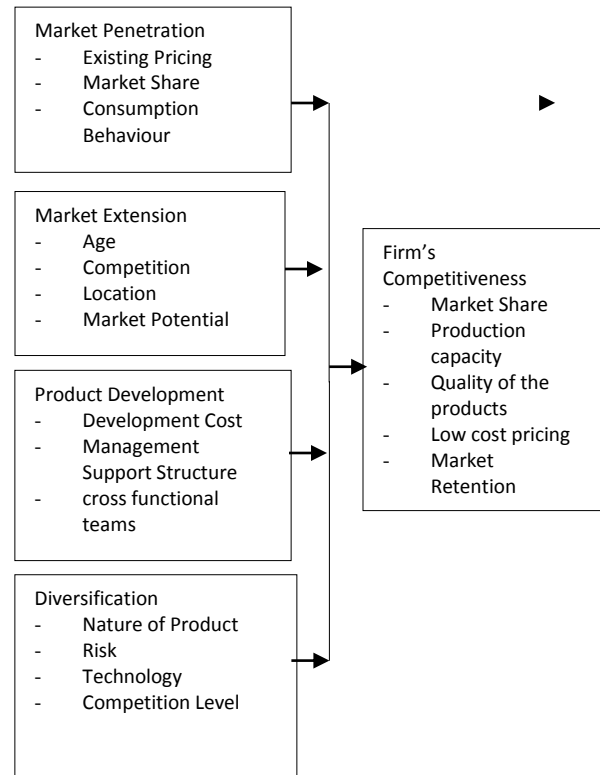 Market Penetration
- Existing Pricing
- Market Share
- Consumption
Behaviour
Market Extension
- Age
- Competition
- Location
- Market Potential
Product Development
- Development Cost
- Management
Support Structure
- cross functional
teams
Diversification
- Nature of Product
- Risk
- Technology
- Competition Level
Firm's
Competitiveness
- Market Share
- Production
capacity
- Quality of the
products
- Low cost pricing
- Market
Retention